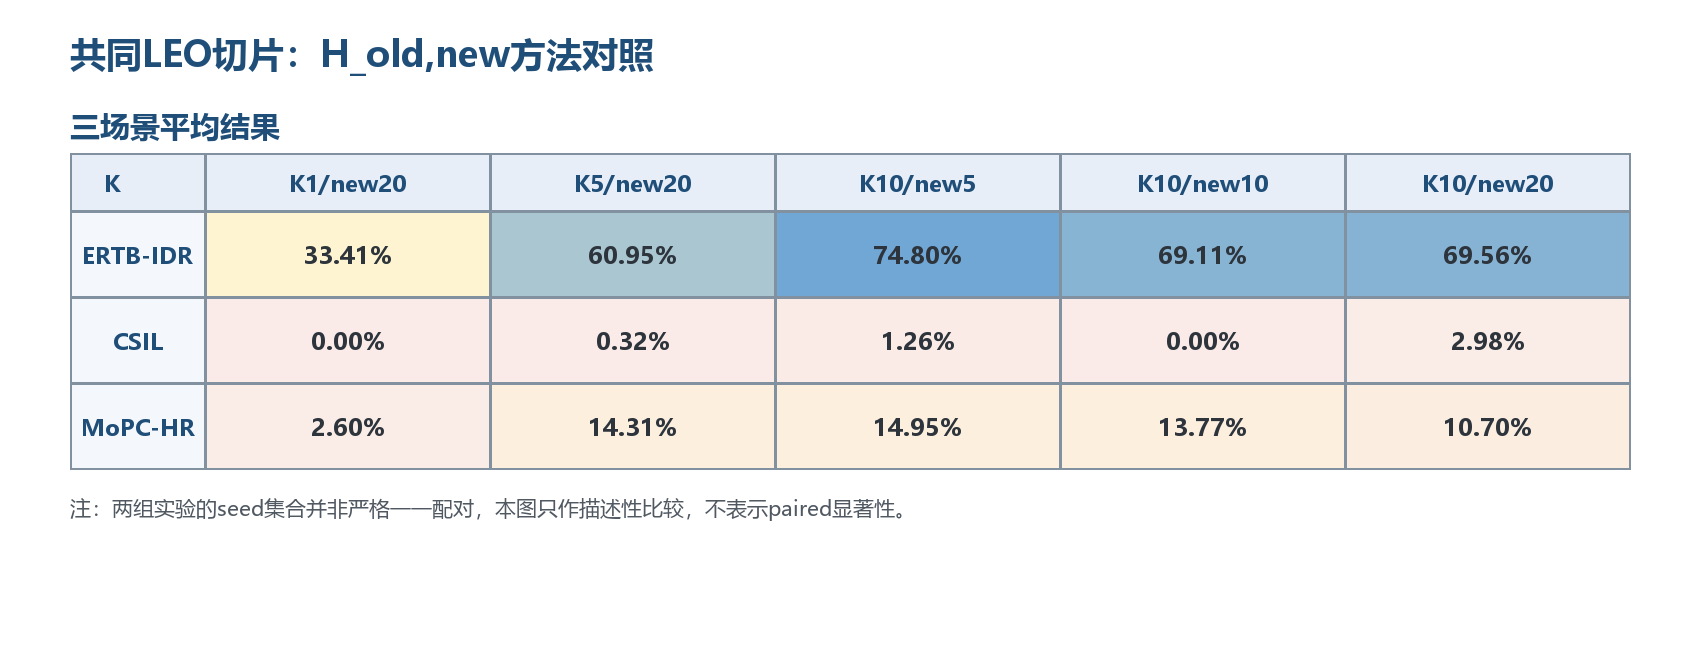 共同LEO切片：H_old,new方法对照
三场景平均结果
K K1/new20 K5/new20 K10/new5 K10/new10 K10/new20
ERTB-IDR 33.41% 60.95% 74.80% 69.11% 69.56%
CSIL 0.00% 0.32% 1.26% 0.00% 2.98%
MoPC-HR 2.60% 14.31% 14.95% 13.77% 10.70%
注：两组实验的seed集合并非严格一一配对，本图只作描述性比较，不表示paired显著性。